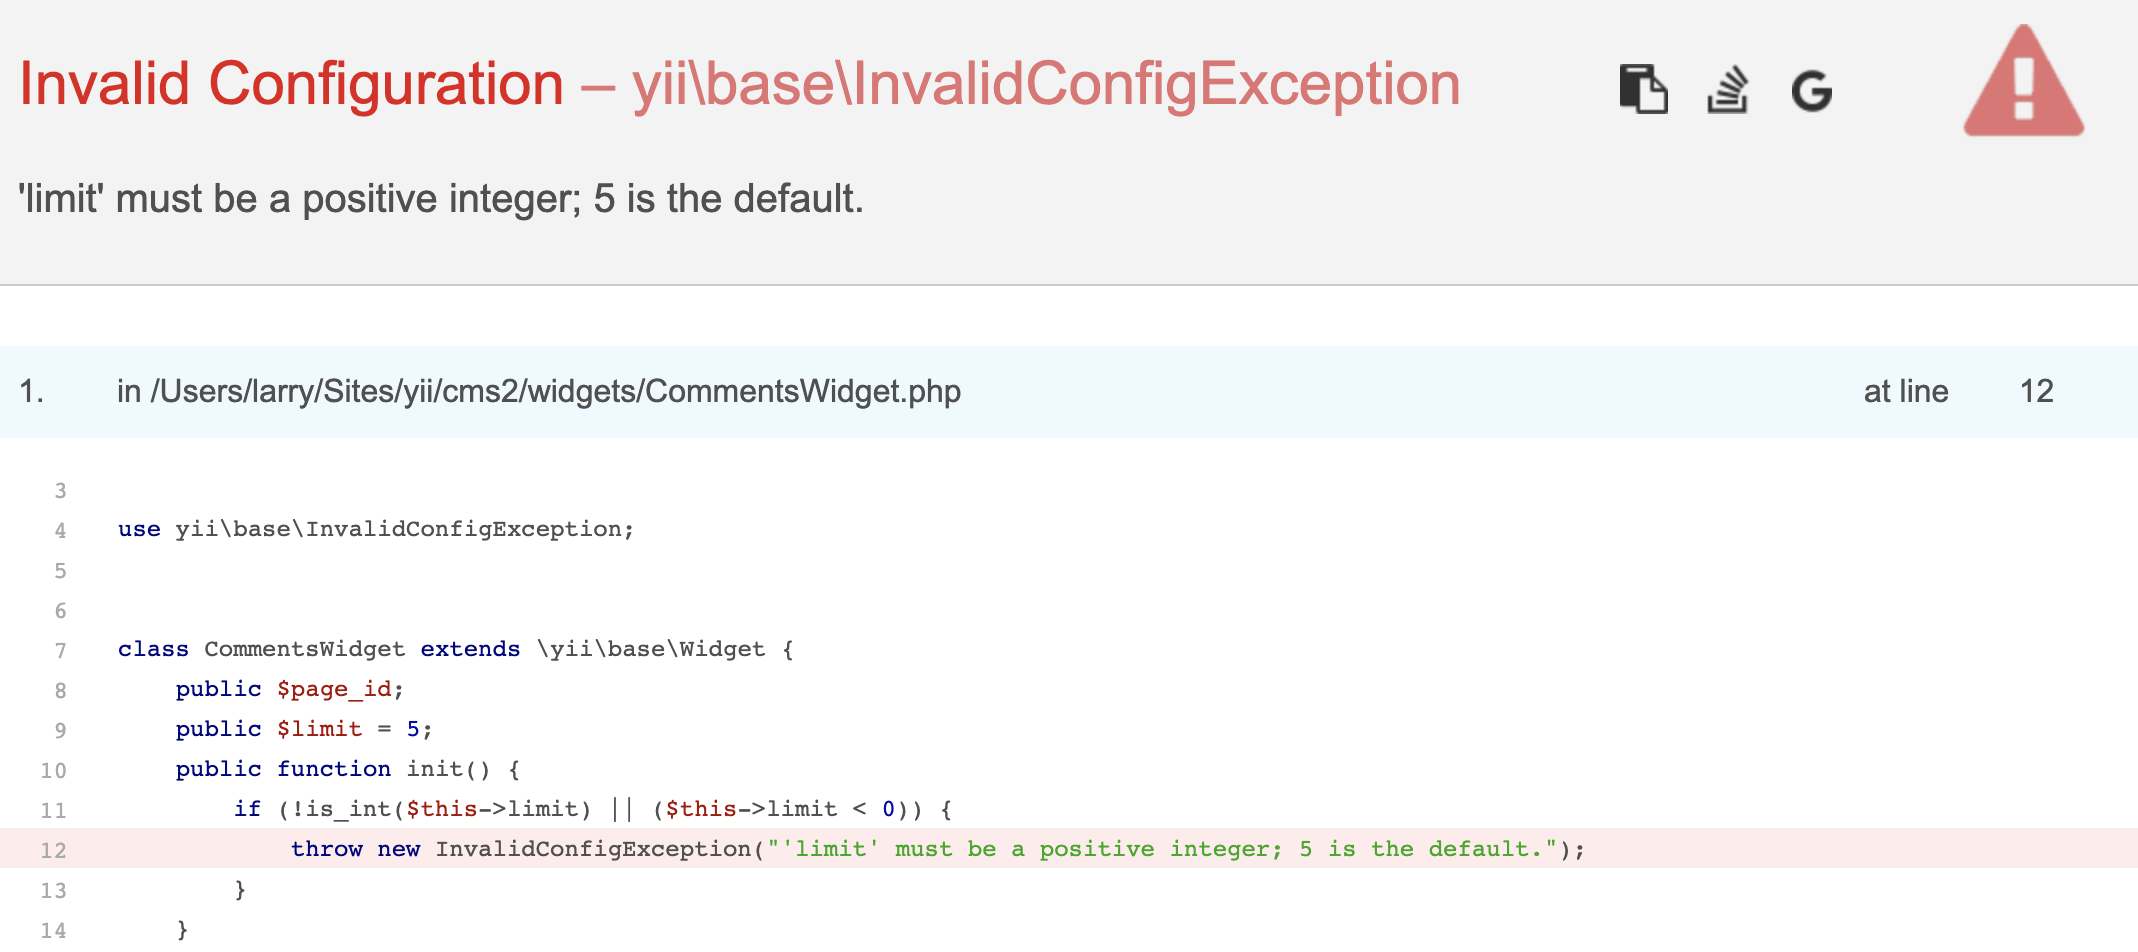 Invalid Configuration – yii\base\InvalidConfigException
'limit' must be a positive integer; 5 is the default.
1. in /Users/larry/Sites/yii/cms2/widgets/CommentsWidget.php at line 12
3
4 use yii\base\InvalidConfigException;
5
6
7 class CommentsWidget extends \yii\base\Widget {
8     public $page_id;
9     public $limit = 5;
10     public function init() {
11         if (!is_int($this->limit) || ($this->limit < 0)) {
12             throw new InvalidConfigException("'limit' must be a positive integer; 5 is the default.");
13         }
14     }